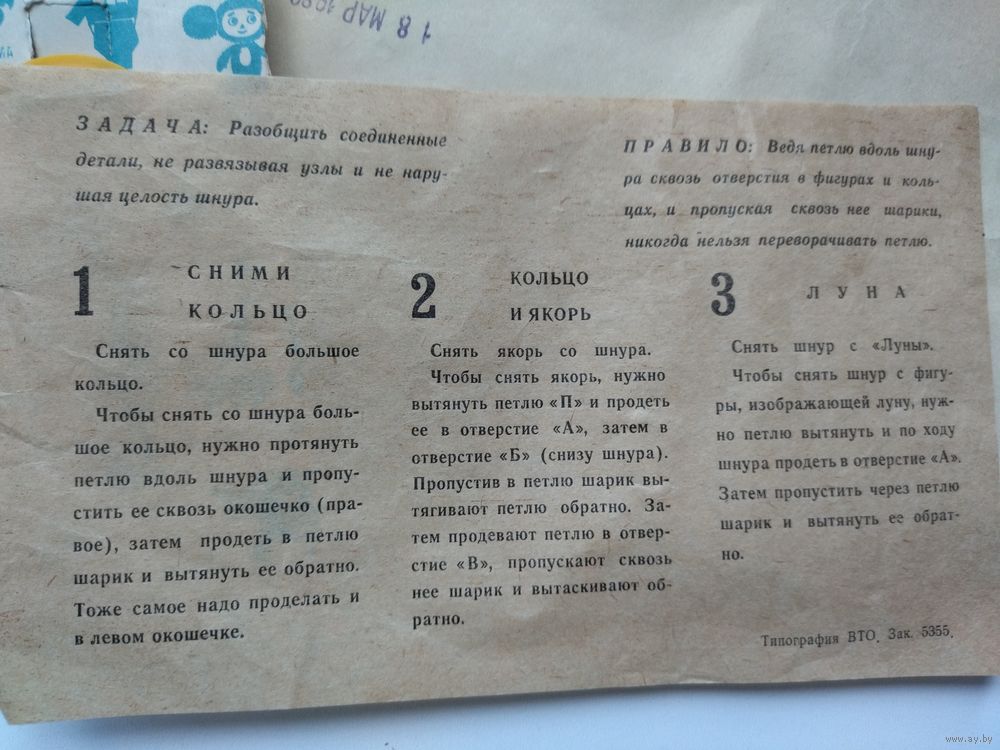 18 МАР
ЗАДАЧА: Разобщить соединенные
детали, не развязывая узлы и не нару-
шая целость шнура.
ПРАВИЛО: Ведя петлю вдоль шну-
ра сквозь отверстия в фигурах и коль-
цах, и пропуская сквозь нее шарики,
никогда нельзя переворачивать петлю.
1 СНИМИ
КОЛЬЦО
Снять со шнура большое
кольцо.
Чтобы снять со шнура боль-
шое кольцо, нужно протянуть
петлю вдоль шнура и пропу-
стить ее сквозь окошечко (пра-
вое), затем продеть в петлю
шарик и вытянуть ее обратно.
Тоже самое надо проделать и
в левом окошечке.
2 КОЛЬЦО
И ЯКОРЬ
Снять якорь со шнура.
Чтобы снять якорь, нужно
вытянуть петлю «П» и продеть
ее в отверстие «А», затем в
отверстие «Б» (снизу шнура).
Пропустив в петлю шарик вы-
тягивают петлю обратно. За-
тем продевают петлю в отвер-
стие «В», пропускают сквозь
нее шарик и вытаскивают об-
ратно.
3 ЛУНА
Снять шнур с «Луны».
Чтобы снять шнур с фигу-
ры, изображающей луну, нуж-
но петлю вытянуть и по ходу
шнура продеть в отверстие «А».
Затем пропустить через петлю
шарик и вытянуть ее обрат-
но.
Типография ВТО. Зак. 5355.
www.ay.by